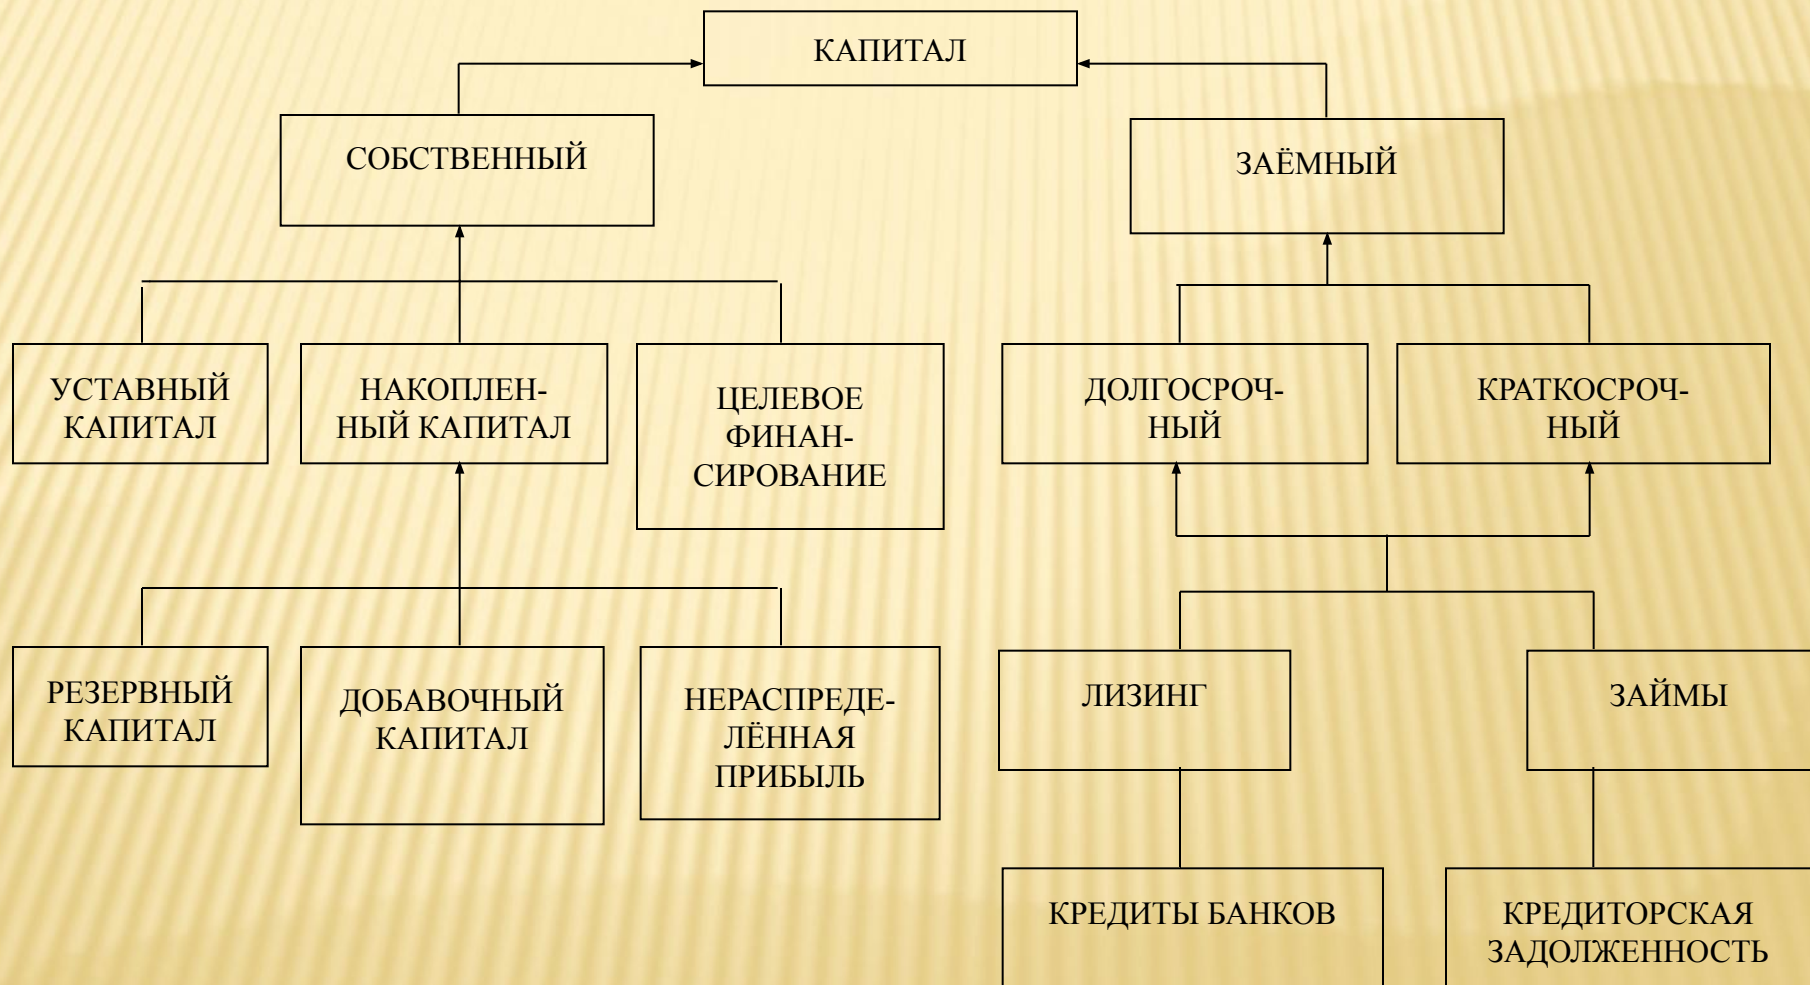 КАПИТАЛ
СОБСТВЕННЫЙ
ЗАЁМНЫЙ
УСТАВНЫЙ
КАПИТАЛ
НАКОПЛЕН-
НЫЙ КАПИТАЛ
ЦЕЛЕВОЕ
ФИНАН-
СИРОВАНИЕ
ДОЛГОСРОЧ-
НЫЙ
КРАТКОСРОЧ-
НЫЙ
РЕЗЕРВНЫЙ
КАПИТАЛ
ДОБАВОЧНЫЙ
КАПИТАЛ
НЕРАСПРЕДЕ-
ЛЁННАЯ
ПРИБЫЛЬ
ЛИЗИНГ
ЗАЙМЫ
КРЕДИТЫ БАНКОВ
КРЕДИТОРСКАЯ
ЗАДОЛЖЕННОСТЬ